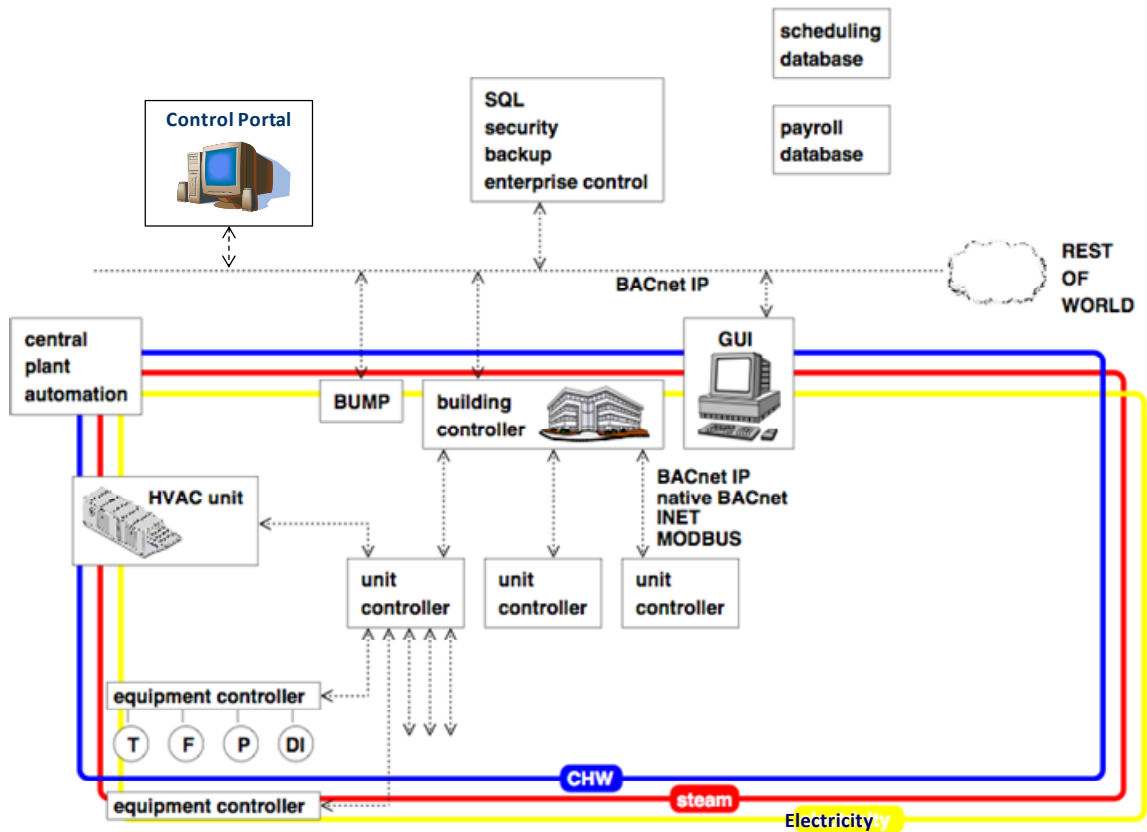 scheduling
database
Control Portal
SQL
security
backup
enterprise control
payroll
database
BACnet IP
REST
OF
WORLD
central
plant
automation
GUI
BUMP
building
controller
HVAC unit
BACnet IP
native BACnet
INET
MODBUS
unit
controller
unit
controller
unit
controller
equipment controller
T
F
P
DI
CHW
equipment controller
steam
Electricity